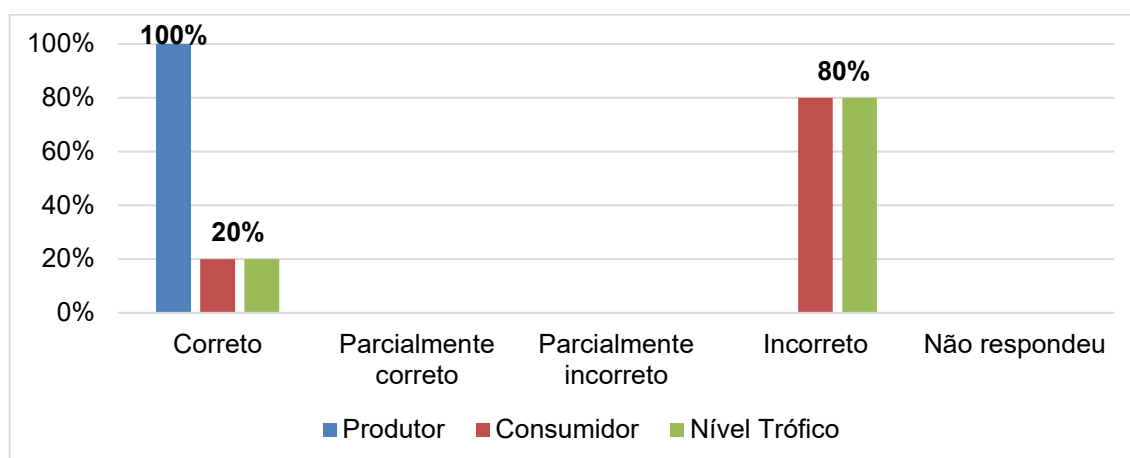 100%
100%
80%
80%
60%
40%
20%
20%
0%
Correto
Parcialmente
correto
Parcialmente
incorreto
Incorreto
Não respondeu
Produtor
Consumidor
Nível Trófico